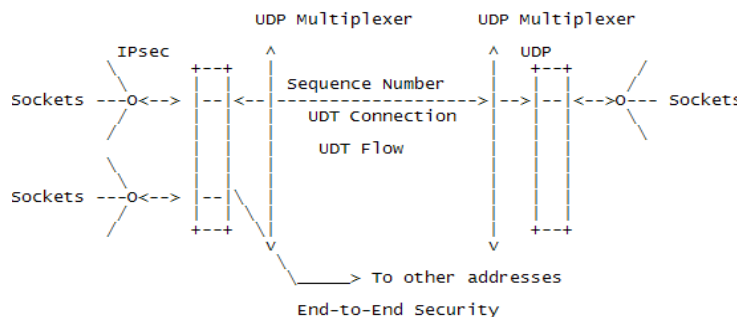 UDP Multiplexer UDP Multiplexer
IPsec UDP
Sequence Number
Sockets Sockets
UDT Connection
UDT Flow
Sockets
To other addresses
End-to-End Security